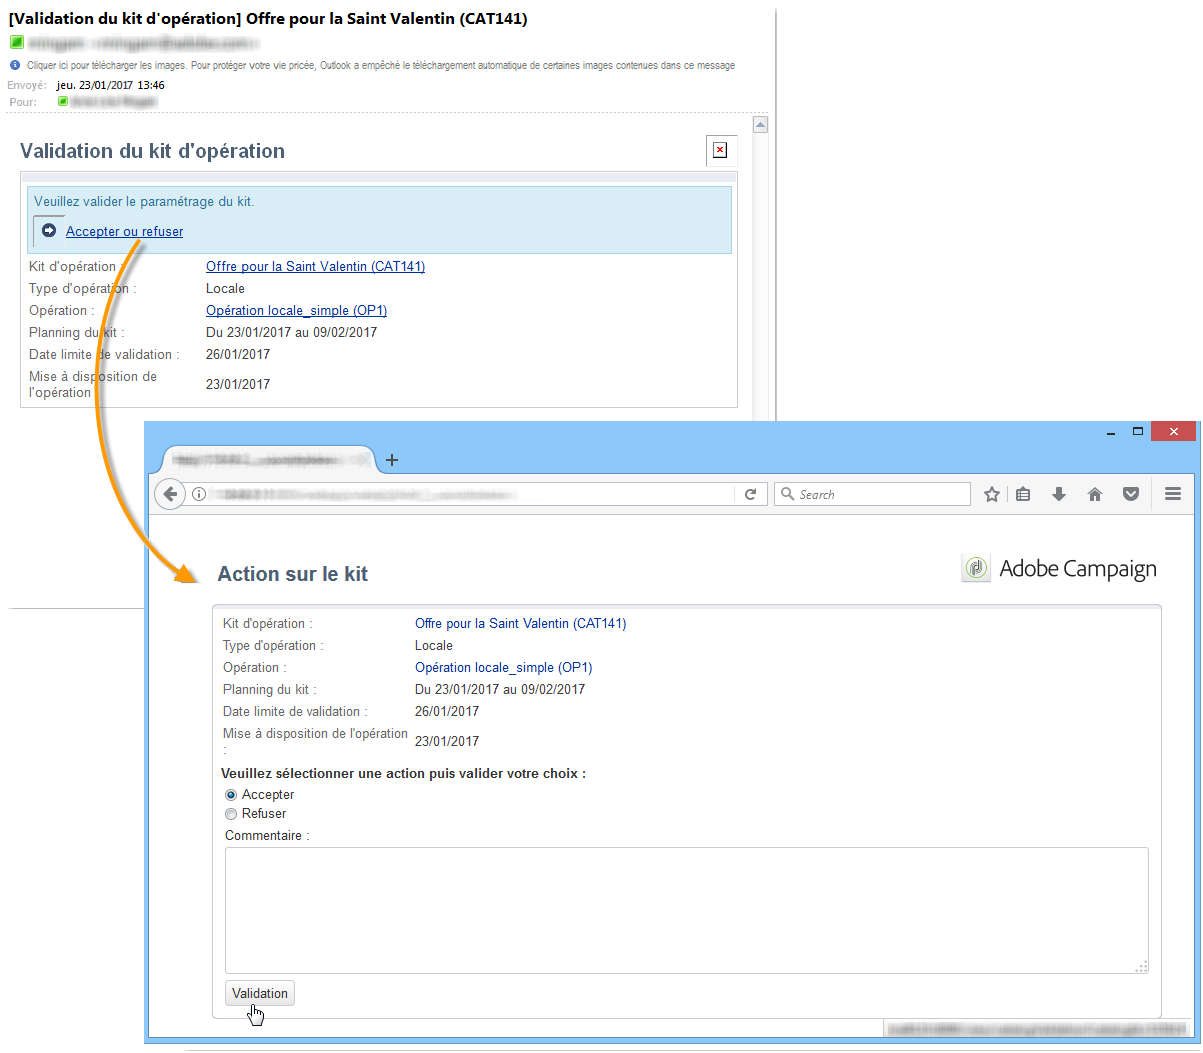 [Validation du kit d'opération] Offre pour la Saint Valentin (CAT141)
Cliquer ici pour télécharger les images. Pour protéger votre vie pricée, Outlook a empêché le téléchargement automatique de certaines images contenues dans ce message
Envoyé: jeu. 23/01/2017 13:46
Pour:
Validation du kit d'opération
Veuillez valider le paramétrage du kit.
Accepter ou refuser
Kit d'opération : Offre pour la Saint Valentin (CAT141)
Type d'opération : Locale
Opération : Opération locale_simple (OP1)
Planning du kit : Du 23/01/2017 au 09/02/2017
Date limite de validation : 26/01/2017
Mise à disposition de
l'opération 23/01/2017
Search
Action sur le kit
Adobe Campaign
Kit d'opération : Offre pour la Saint Valentin (CAT141)
Type d'opération : Locale
Opération : Opération locale_simple (OP1)
Planning du kit : Du 23/01/2017 au 09/02/2017
Date limite de validation : 26/01/2017
Mise à disposition de l'opération
: 23/01/2017
Veuillez sélectionner une action puis valider votre choix :
Accepter
Refuser
Commentaire :
Validation